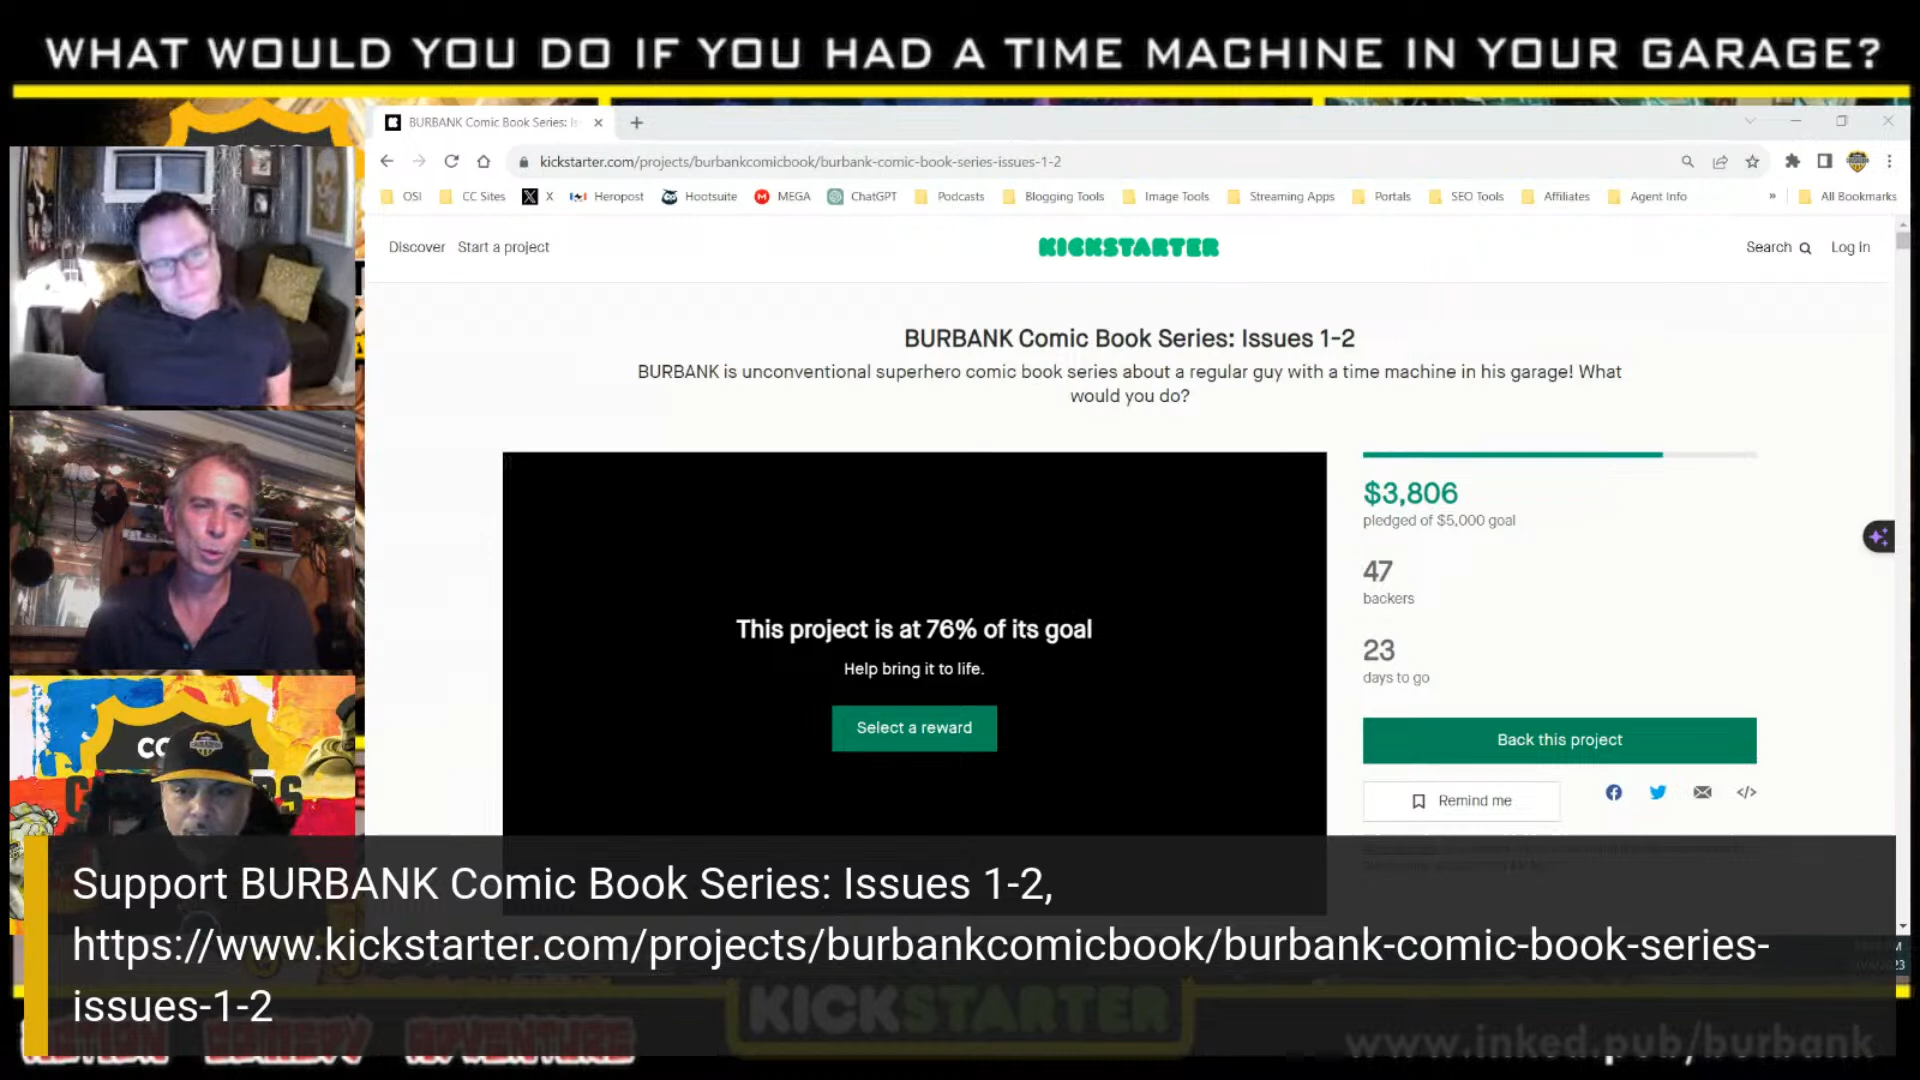 WHAT WOULD YOU DO IF YOU HAD A TIME MACHINE IN YOUR GARAGE?
BURBANK Comic Book Series: Is
kickstarter.com/projects/burbankcomicbook/burbank-comic-book-series-issues-1-2
OSI CC Sites X Heropost Hootsuite MEGA ChatGPT Podcasts Blogging Tools Image Tools Streaming Apps Portals SEO Tools Affiliates Agent Info » All Bookmarks
Discover Start a project KICKSTARTER Search Log in
BURBANK Comic Book Series: Issues 1-2
BURBANK is unconventional superhero comic book series about a regular guy with a time machine in his garage! What
would you do?
$3,806
pledged of $5,000 goal
47
backers
23
days to go
This project is at 76% of its goal
Help bring it to life.
Select a reward
Back this project
Remind me
Support BURBANK Comic Book Series: Issues 1-2,
https://www.kickstarter.com/projects/burbankcomicbook/burbank-comic-book-series-
issues-1-2
KICKSTARTER
ACTION COMEDY ADVENTURE
www.inked.pub/burbank